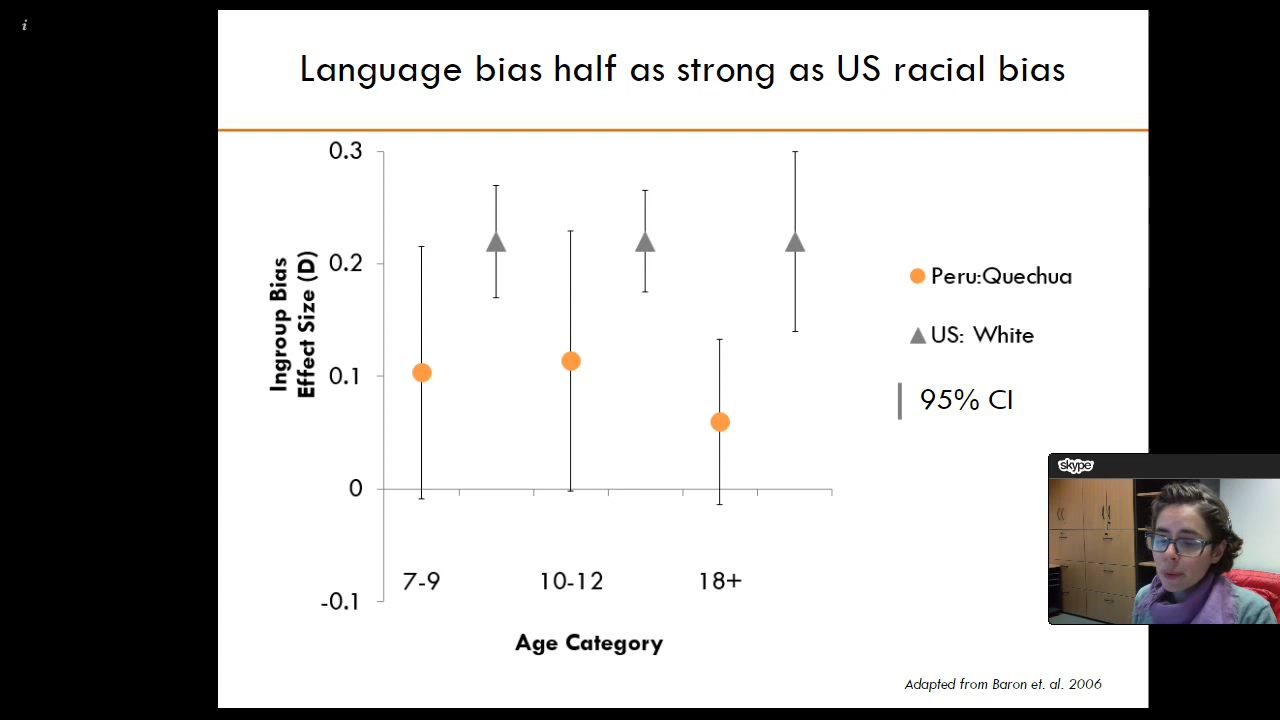 i
Language bias half as strong as US racial bias
0.3
0.2
0.1
0
-0.1
Ingroup Bias
Effect Size (D)
7-9
10-12
18+
Age Category
Peru:Quechua
US: White
95% CI
skype
Adapted from Baron et. al. 2006